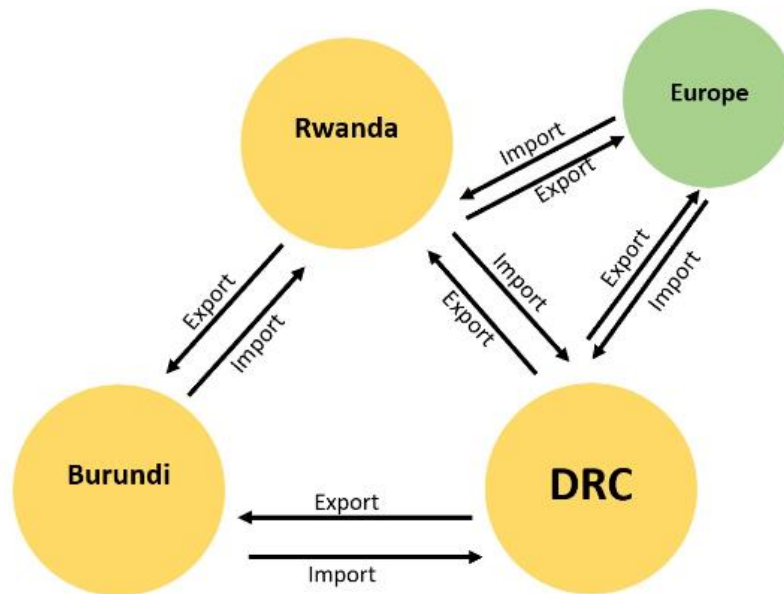 Europe
Rwanda
Import
Export
Export
Import
Import
Export
Export
Import
Burundi
DRC
Export
Import